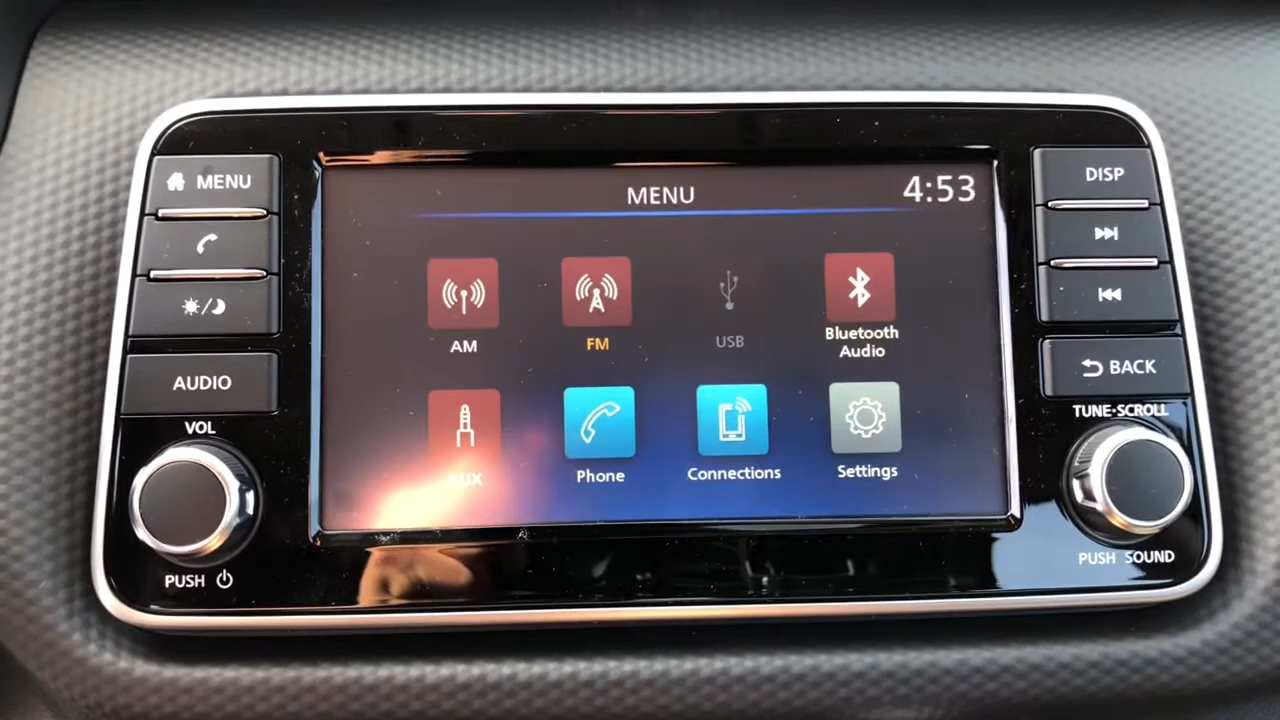 MENU
MENU
4:53
DISP
AM
FM
USB
Bluetooth
Audio
AUDIO
BACK
VOL
TUNE·SCROLL
AUX
Phone
Connections
Settings
PUSH
PUSH SOUND